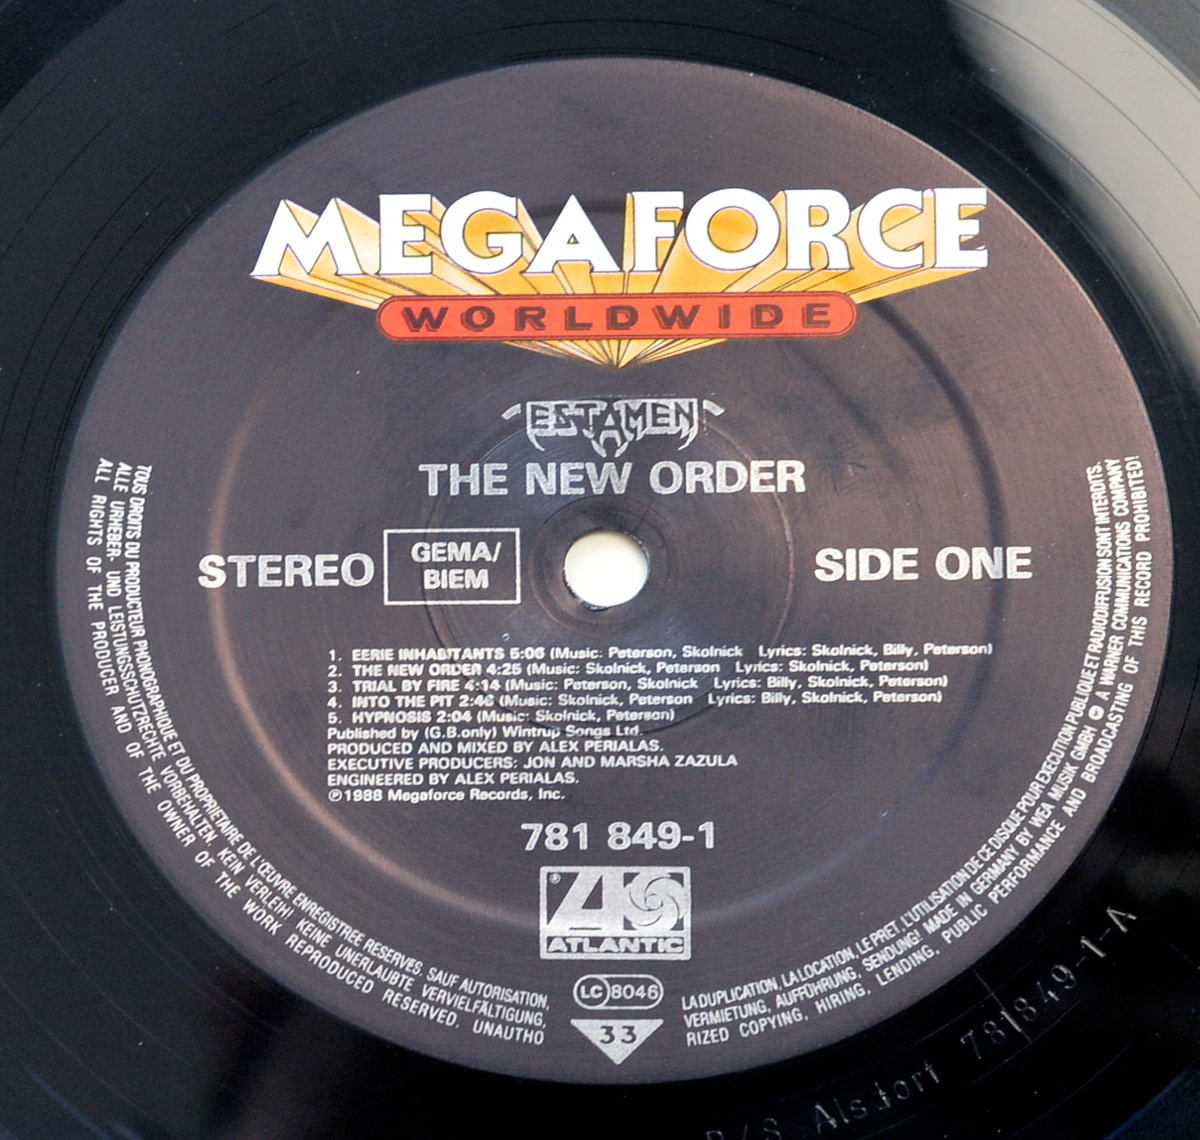 MEGAFORCE
WORLDWIDE
TESTAMENT
THE NEW ORDER
STEREO
GEMA/
BIEM
SIDE ONE
1. EERIE INHABITANTS 5:06 (Music: Peterson, Skolnick Lyrics: Skolnick, Billy, Peterson)
2. THE NEW ORDER 4:25 (Music: Skolnick, Peterson Lyrics: Skolnick, Peterson)
3. TRIAL BY FIRE 4:14 (Music: Peterson, Skolnick Lyrics: Billy, Skolnick, Peterson)
4. INTO THE PIT 2:46 (Music: Skolnick, Peterson Lyrics: Billy, Skolnick, Peterson)
5. HYPNOSIS 2:04 (Music: Skolnick, Peterson)
Published by (G.B.only) Wintrup Songs Ltd.
PRODUCED AND MIXED BY ALEX PERIALAS.
EXECUTIVE PRODUCERS: JON AND MARSHA ZAZULA
ENGINEERED BY ALEX PERIALAS.
℗1988 Megaforce Records, Inc.
781 849-1
®
ATLANTIC
LC 8046
33
TOUS DROITS DU PRODUCTEUR PHONOGRAPHIQUE ET DU PROPRIETAIRE DE L'ŒUVRE ENREGISTREE RESERVES. SAUF AUTORISATION, LA DUPLICATION, LA LOCATION, LE PRET, L'UTILISATION DE CE DISQUE POUR EXECUTION PUBLIQUE ET RADIODIFFUSION SONT INTERDITS.
ALLE URHEBER- UND LEISTUNGSSCHUTZRECHTE VORBEHALTEN. KEIN VERLEIH! KEINE UNERLAUBTE VERVIELFÄLTIGUNG, VERMIETUNG, AUFFÜHRUNG, SENDUNG! MADE IN GERMANY BY WEA MUSIK GMBH A WARNER COMMUNICATIONS COMPANY
ALL RIGHTS OF THE PRODUCER AND OF THE OWNER OF THE WORK REPRODUCED RESERVED. UNAUTHORIZED COPYING, HIRING, LENDING, PUBLIC PERFORMANCE AND BROADCASTING OF THIS RECORD PROHIBITED!
R/S Alsdorf 781849-1-A